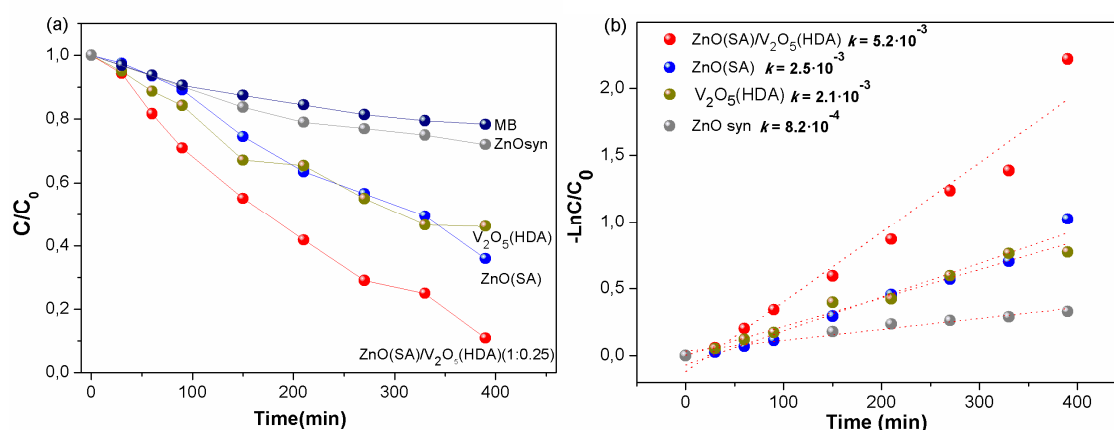 (a)
1,0
0,8
0,6
0,4
0,2
0,0
C/C₀
MB
ZnOsyn
V₂O₅(HDA)
ZnO(SA)
ZnO(SA)/V₂O₅(HDA)(1:0.25)
0 100 200 300 400
Time(min)
(b)
ZnO(SA)/V₂O₅(HDA) k = 5.2·10⁻³
ZnO(SA) k = 2.5·10⁻³
V₂O₅(HDA) k = 2.1·10⁻³
ZnO syn k = 8.2·10⁻⁴
2,0
1,5
1,0
0,5
0,0
-LnC/C₀
0 100 200 300 400
Time (min)